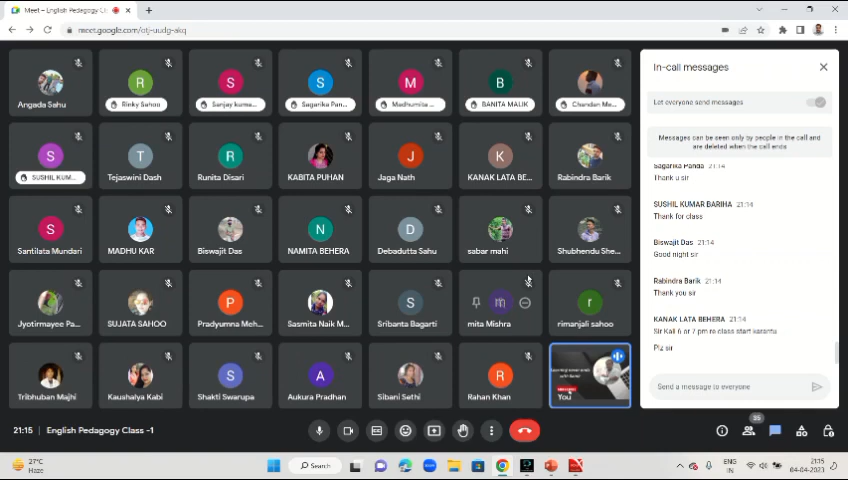 Meet – English Pedagogy Class -1
meet.google.com/otj-uudg-akq
Angada Sahu
R
Rinky Sahoo
S
Sanjay kuma...
S
Sagarika Pan...
M
Madhumita ...
B
BANITA MALIK
Chandan Me...
S
SUSHIL KUM...
T
Tejaswini Dash
R
Runita Disari
KABITA PUHAN
J
Jaga Nath
K
KANAK LATA BE...
Rabindra Barik
S
Santilata Mundari
MADHU KAR
Biswajit Das
N
NAMITA BEHERA
D
Debadutta Sahu
sabar mahi
Shubhendu She...
Jyotirmayee Pa...
SUJATA SAHOO
P
Pradyumna Meh...
Sasmita Naik M...
S
Sribanta Bagarti
m
mita Mishra
r
rimanjali sahoo
Tribhuban Majhi
Kaushalya Kabi
S
Shakti Swarupa
A
Aukura Pradhan
Sibani Sethi
R
Rahan Khan
You
In-call messages
Let everyone send messages
Messages can be seen only by people in the call and
are deleted when the call ends
Sagarika Panda 21:14
Thank u sir
SUSHIL KUMAR BARIHA 21:14
Thank for class
Biswajit Das 21:14
Good night sir
Rabindra Barik 21:14
Thank you sir
KANAK LATA BEHERA 21:14
Sir Kali 6 or 7 pm re class start karantu
Plz sir
Send a message to everyone
21:15 English Pedagogy Class -1
35
27°C
Haze
Search
ENG
IN
21:15
04-04-2023